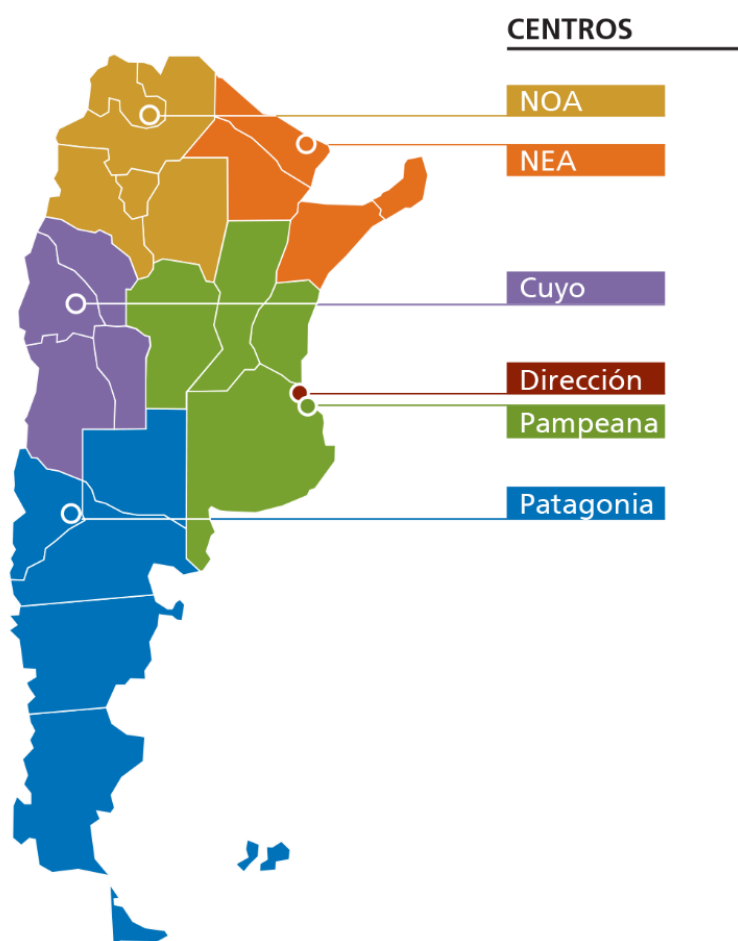 CENTROS
NOA
NEA
Cuyo
Dirección
Pampeana
Patagonia